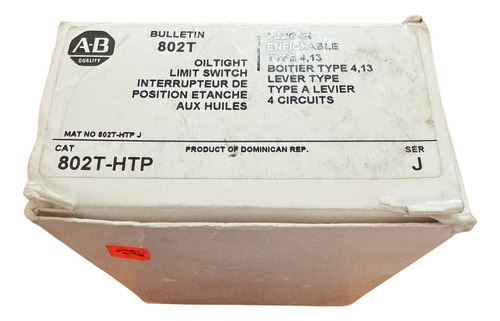 A-B
QUALITY
BULLETIN
802T
OILTIGHT
LIMIT SWITCH
INTERRUPTEUR DE
POSITION ETANCHE
AUX HUILES
ENFICHABLE
TYPE 4,13
BOITIER TYPE 4,13
LEVER TYPE
TYPE A LEVIER
4 CIRCUITS
MAT NO 802T-HTP J
CAT
802T-HTP
PRODUCT OF DOMINICAN REP.
SER
J